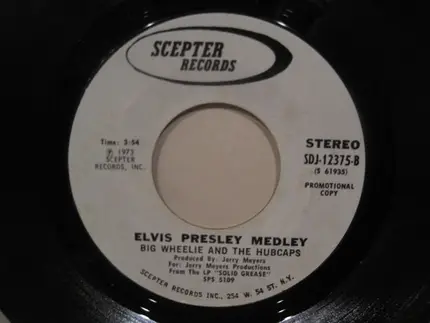 SCEPTER
RECORDS
Time: 3:54
℗ 1973
SCEPTER
RECORDS, INC.
STEREO
SDJ-12375-B
(S 61935)
PROMOTIONAL
COPY
ELVIS PRESLEY MEDLEY
BIG WHEELIE AND THE HUBCAPS
Produced By: Jerry Meyers
For: Jerry Meyers Productions
From The LP "SOLID GREASE"
SPS 5109
SCEPTER RECORDS INC., 254 W. 54 ST. N.Y.